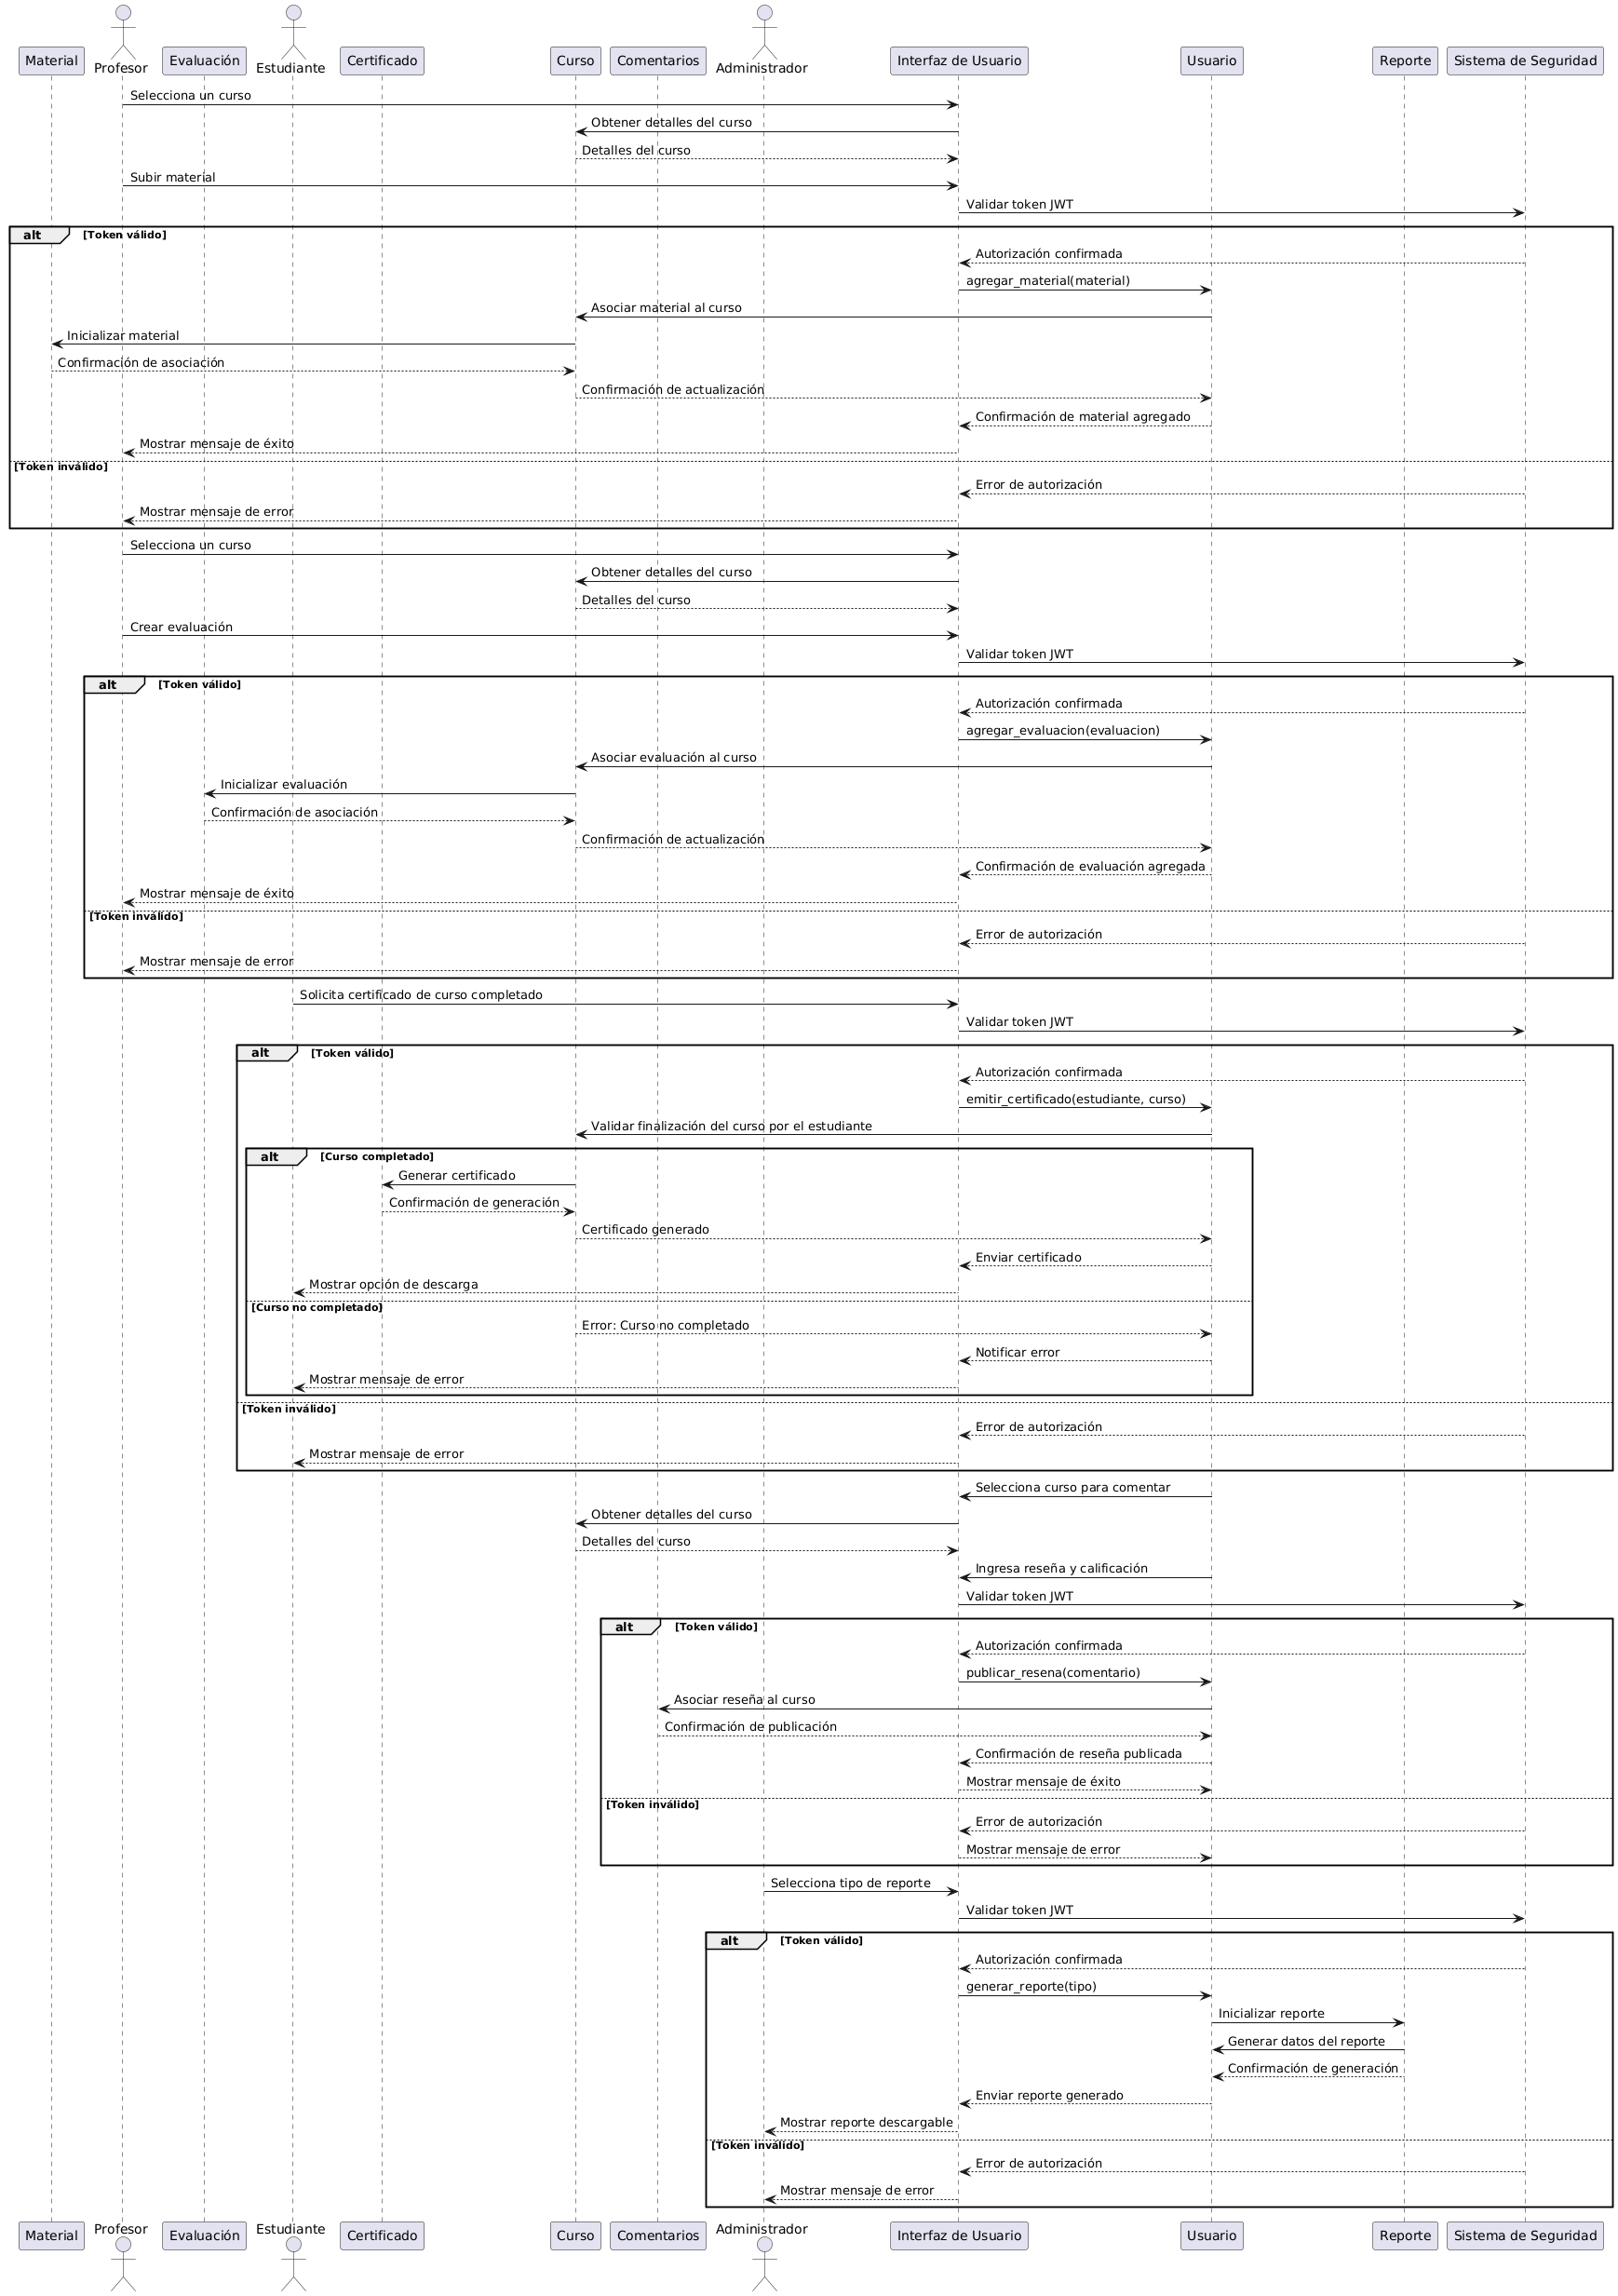 Material
Profesor
Evaluación
Estudiante
Certificado
Curso
Comentarios
Administrador
Interfaz de Usuario
Usuario
Reporte
Sistema de Seguridad
Selecciona un curso
Obtener detalles del curso
Detalles del curso
Subir material
Validar token JWT
alt [Token válido]
Autorización confirmada
agregar_material(material)
Asociar material al curso
Inicializar material
Confirmación de asociación
Confirmación de actualización
Confirmación de material agregado
Mostrar mensaje de éxito
[Token inválido]
Error de autorización
Mostrar mensaje de error
Selecciona un curso
Obtener detalles del curso
Detalles del curso
Crear evaluación
Validar token JWT
alt [Token válido]
Autorización confirmada
agregar_evaluacion(evaluacion)
Asociar evaluación al curso
Inicializar evaluación
Confirmación de asociación
Confirmación de actualización
Confirmación de evaluación agregada
Mostrar mensaje de éxito
[Token inválido]
Error de autorización
Mostrar mensaje de error
Solicita certificado de curso completado
Validar token JWT
alt [Token válido]
Autorización confirmada
emitir_certificado(estudiante, curso)
Validar finalización del curso por el estudiante
alt [Curso completado]
Generar certificado
Confirmación de generación
Certificado generado
Enviar certificado
Mostrar opción de descarga
[Curso no completado]
Error: Curso no completado
Notificar error
Mostrar mensaje de error
[Token inválido]
Error de autorización
Mostrar mensaje de error
Selecciona curso para comentar
Obtener detalles del curso
Detalles del curso
Ingresa reseña y calificación
Validar token JWT
alt [Token válido]
Autorización confirmada
publicar_resena(comentario)
Asociar reseña al curso
Confirmación de publicación
Confirmación de reseña publicada
Mostrar mensaje de éxito
[Token inválido]
Error de autorización
Mostrar mensaje de error
Selecciona tipo de reporte
Validar token JWT
alt [Token válido]
Autorización confirmada
generar_reporte(tipo)
Inicializar reporte
Generar datos del reporte
Confirmación de generación
Enviar reporte generado
Mostrar reporte descargable
[Token inválido]
Error de autorización
Mostrar mensaje de error
Material
Profesor
Evaluación
Estudiante
Certificado
Curso
Comentarios
Administrador
Interfaz de Usuario
Usuario
Reporte
Sistema de Seguridad